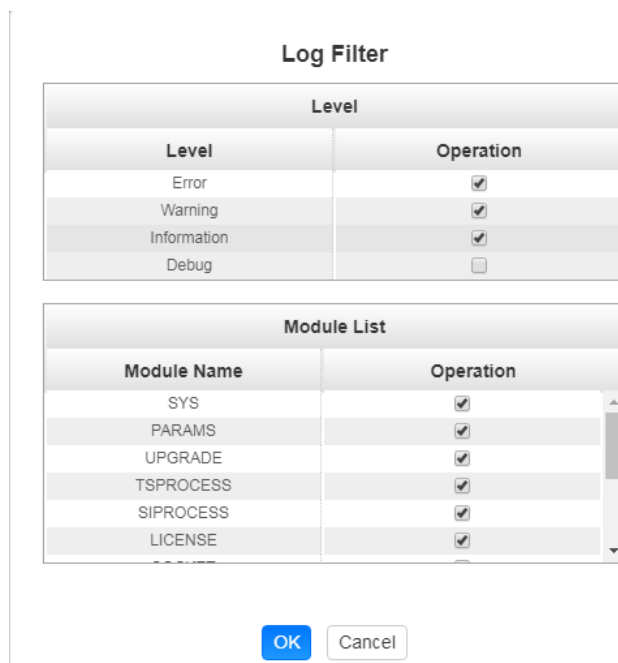 Log Filter
Level
Level Operation
Error
Warning
Information
Debug
Module List
Module Name Operation
SYS
PARAMS
UPGRADE
TSPROCESS
SIPROCESS
LICENSE
OK Cancel